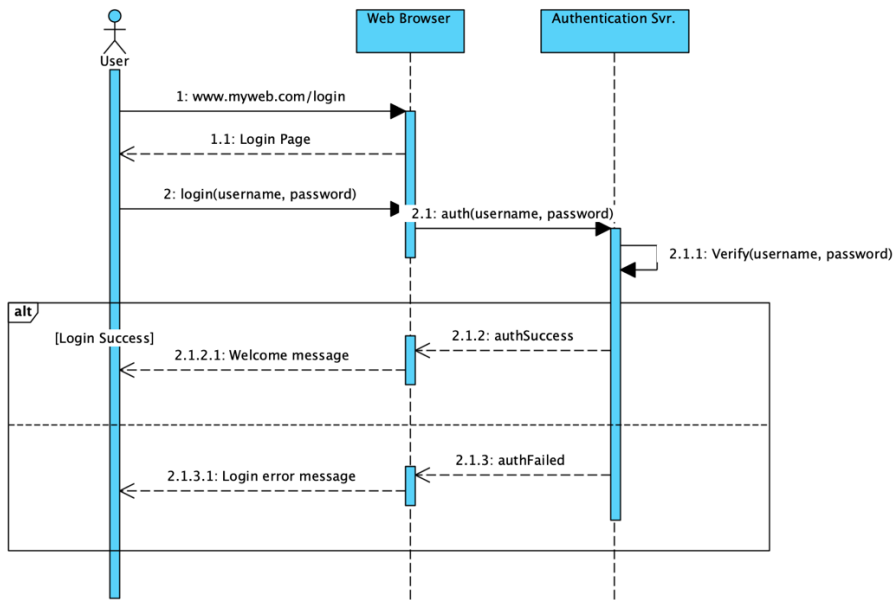 Web Browser
Authentication Svr.
User
1: www.myweb.com/login
1.1: Login Page
2: login(username, password)
2.1: auth(username, password)
2.1.1: Verify(username, password)
alt
[Login Success]
2.1.2: authSuccess
2.1.2.1: Welcome message
2.1.3: authFailed
2.1.3.1: Login error message